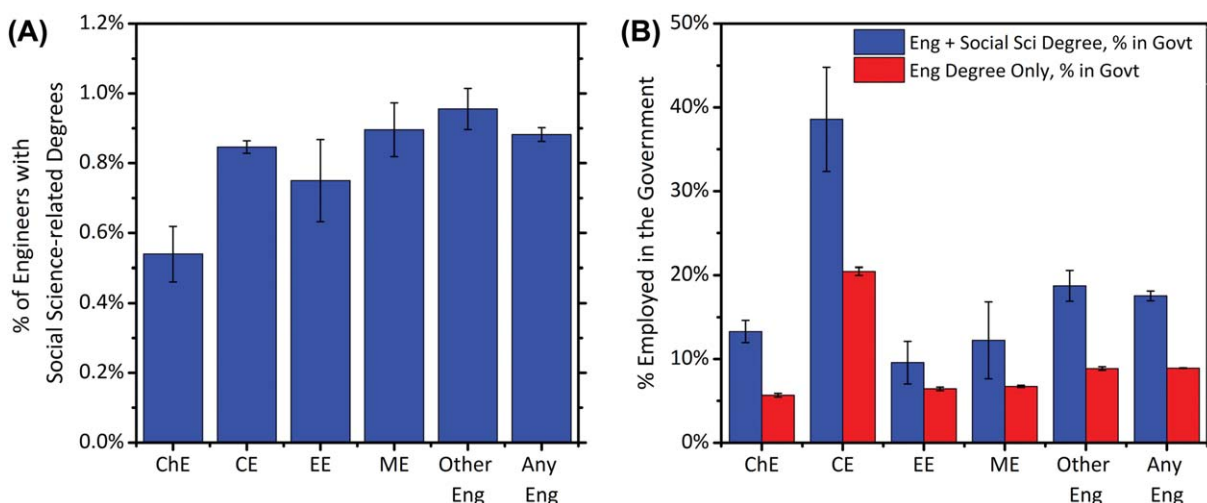 (A)
% of Engineers with
Social Science-related Degrees
1.2%
1.0%
0.8%
0.6%
0.4%
0.2%
0.0%
ChE CE EE ME Other Any
Eng Eng
(B)
% Employed in the Government
50%
40%
30%
20%
10%
0%
Eng + Social Sci Degree, % in Govt
Eng Degree Only, % in Govt
ChE CE EE ME Other Any
Eng Eng